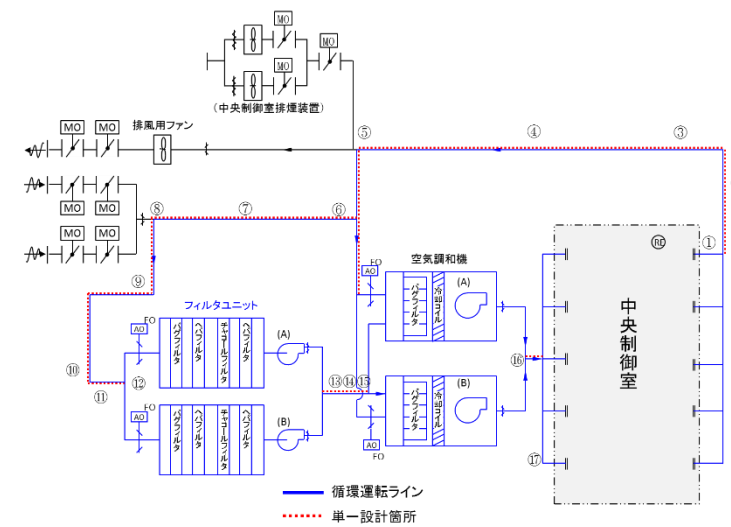 MO
MO
MO
(中央制御室排煙装置)
MO
MO
排風用ファン
⑤
④
③
MO
MO
⑧
⑦
⑥
①
MO
MO
RE
⑨
FO
AO
空気調和機
(A)
バグフィルタ
冷却コイル
フィルタユニット
FO
AO
バグフィルタ
ヘパフィルタ
チャコールフィルタ
ヘパフィルタ
(A)
中央制御室
⑯
⑩
⑪
⑫
⑬
⑭
⑮
AO
FO
バグフィルタ
ヘパフィルタ
チャコールフィルタ
ヘパフィルタ
(B)
バグフィルタ
冷却コイル
(B)
AO
FO
⑰
循環運転ライン
単一設計箇所